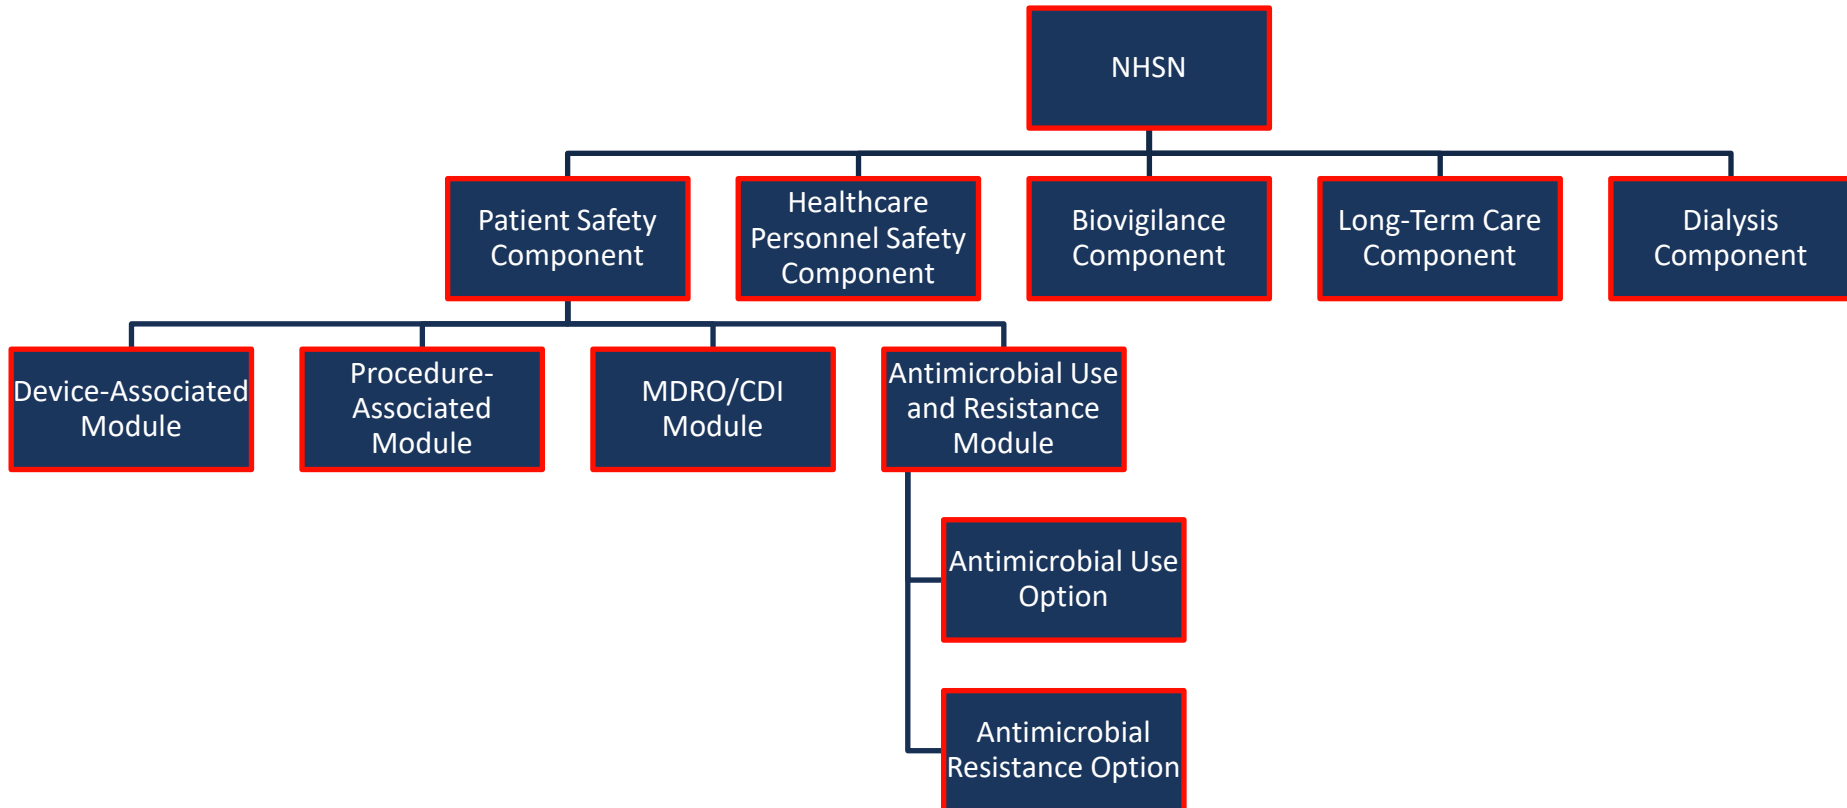 NHSN
Patient Safety
Component
Healthcare
Personnel Safety
Component
Biovigilance
Component
Long-Term Care
Component
Dialysis
Component
Device-Associated
Module
Procedure-
Associated
Module
MDRO/CDI
Module
Antimicrobial Use
and Resistance
Module
Antimicrobial Use
Option
Antimicrobial
Resistance Option